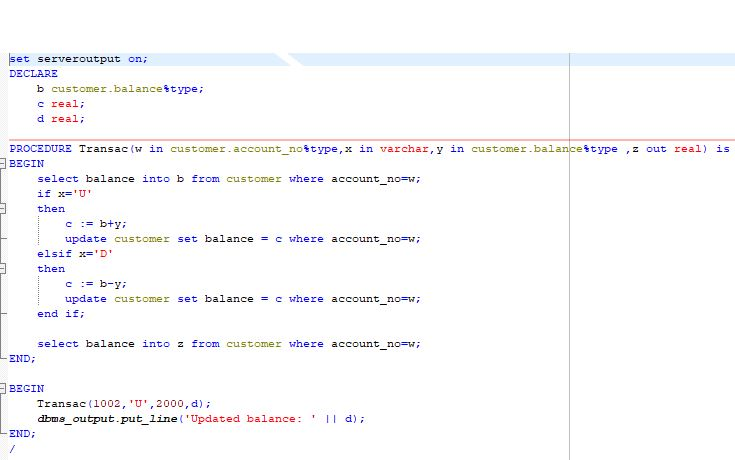 set serveroutput on;
DECLARE
b customer.balance%type;
c real;
d real;
PROCEDURE Transac(w in customer.account_no%type,x in varchar,y in customer.balance%type ,z out real) is
BEGIN
select balance into b from customer where account_no=w;
if x='U'
then
c := b+y;
update customer set balance = c where account_no=w;
elsif x='D'
then
c := b-y;
update customer set balance = c where account_no=w;
end if;
select balance into z from customer where account_no=w;
END;
BEGIN
Transac(1002,'U',2000,d);
dbms_output.put_line('Updated balance: ' || d);
END;
/